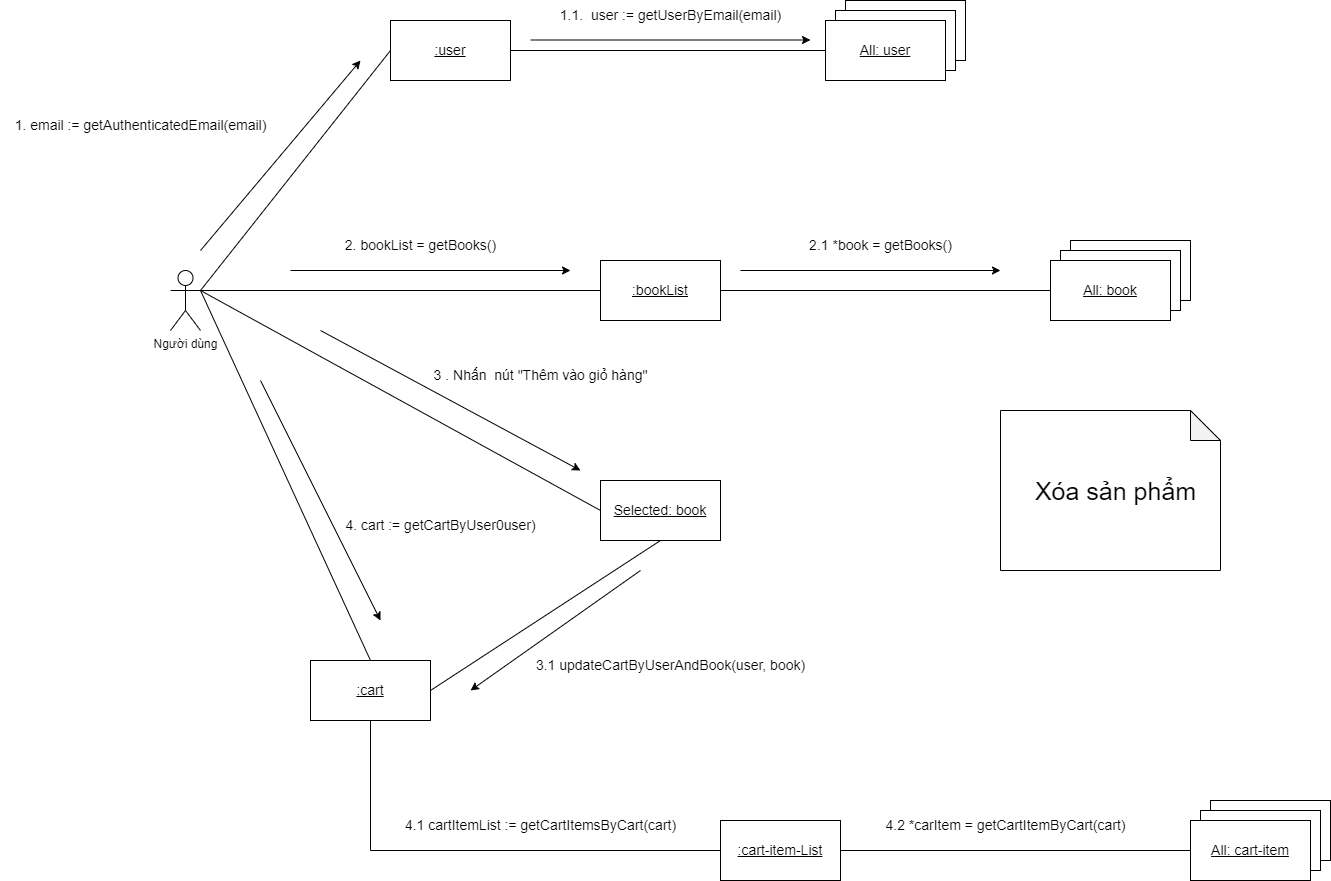 1.1.  user := getUserByEmail(email)
:user
All: user
1. email := getAuthenticatedEmail(email)
2. bookList = getBooks()
2.1 *book = getBooks()
:bookList
All: book
Người dùng
3 . Nhấn  nút "Thêm vào giỏ hàng"
Xóa sản phẩm
Selected: book
4. cart := getCartByUser0user)
3.1 updateCartByUserAndBook(user, book)
:cart
4.1 cartItemList := getCartItemsByCart(cart)
4.2 *carItem = getCartItemByCart(cart)
:cart-item-List
All: cart-item